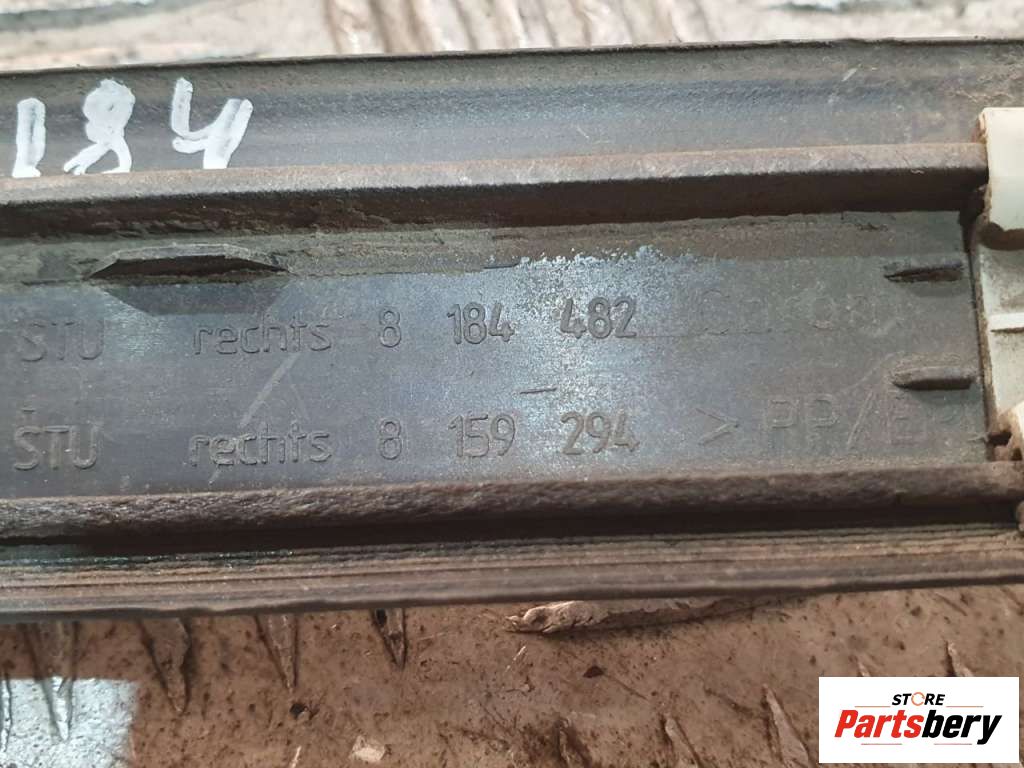 184
STU rechts 8 184 482
STU rechts 8 159 294 > PP/
STORE
Partsbery